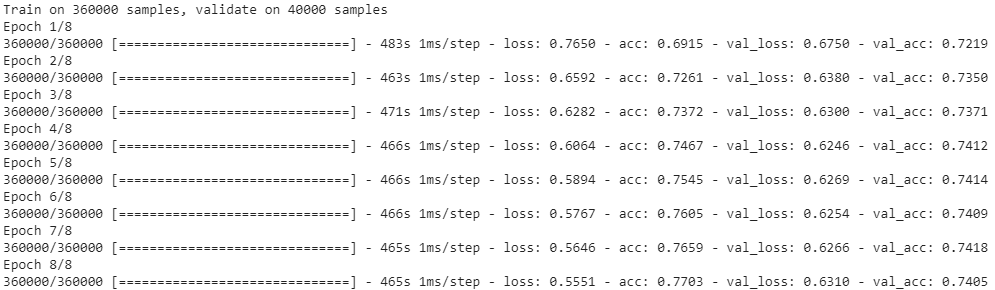 Train on 360000 samples, validate on 40000 samples
Epoch 1/8
360000/360000 [==============================] - 483s 1ms/step - loss: 0.7650 - acc: 0.6915 - val_loss: 0.6750 - val_acc: 0.7219
Epoch 2/8
360000/360000 [==============================] - 463s 1ms/step - loss: 0.6592 - acc: 0.7261 - val_loss: 0.6380 - val_acc: 0.7350
Epoch 3/8
360000/360000 [==============================] - 471s 1ms/step - loss: 0.6282 - acc: 0.7372 - val_loss: 0.6300 - val_acc: 0.7371
Epoch 4/8
360000/360000 [==============================] - 466s 1ms/step - loss: 0.6064 - acc: 0.7467 - val_loss: 0.6246 - val_acc: 0.7412
Epoch 5/8
360000/360000 [==============================] - 466s 1ms/step - loss: 0.5894 - acc: 0.7545 - val_loss: 0.6269 - val_acc: 0.7414
Epoch 6/8
360000/360000 [==============================] - 466s 1ms/step - loss: 0.5767 - acc: 0.7605 - val_loss: 0.6254 - val_acc: 0.7409
Epoch 7/8
360000/360000 [==============================] - 465s 1ms/step - loss: 0.5646 - acc: 0.7659 - val_loss: 0.6266 - val_acc: 0.7418
Epoch 8/8
360000/360000 [==============================] - 465s 1ms/step - loss: 0.5551 - acc: 0.7703 - val_loss: 0.6310 - val_acc: 0.7405